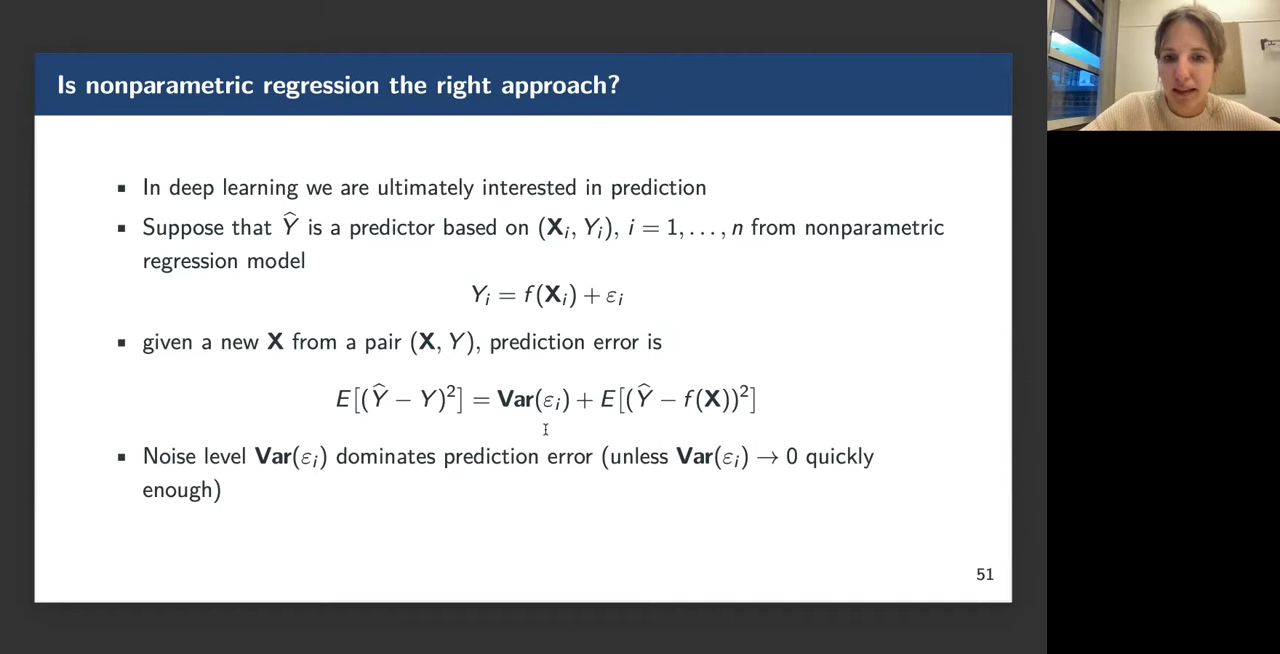 Is nonparametric regression the right approach?
▪ In deep learning we are ultimately interested in prediction
▪ Suppose that Ŷ is a predictor based on (Xᵢ, Yᵢ), i = 1, . . . , n from nonparametric
regression model
Yᵢ = f(Xᵢ) + εᵢ
▪ given a new X from a pair (X, Y), prediction error is
E[(Ŷ − Y)²] = Var(εᵢ) + E[(Ŷ − f(X))²]
▪ Noise level Var(εᵢ) dominates prediction error (unless Var(εᵢ) → 0 quickly
enough)
51